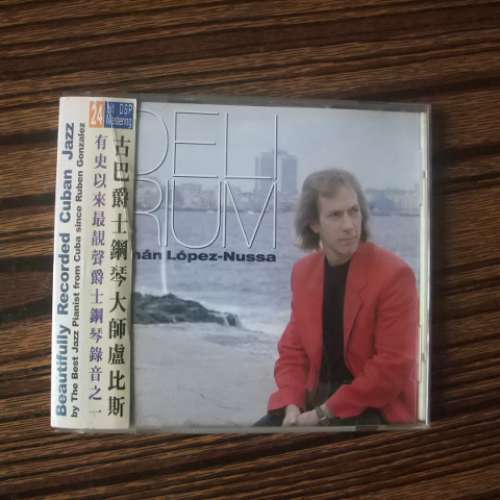 24 bit DSP
Mastering
古巴爵士鋼琴大師盧比斯
有史以來最靚聲爵士鋼琴錄音之一
Beautifully Recorded Cuban Jazz
by The Best Jazz Pianist from Cuba since Ruben Gonzalez
DELI
RIUM
nán López-Nussa